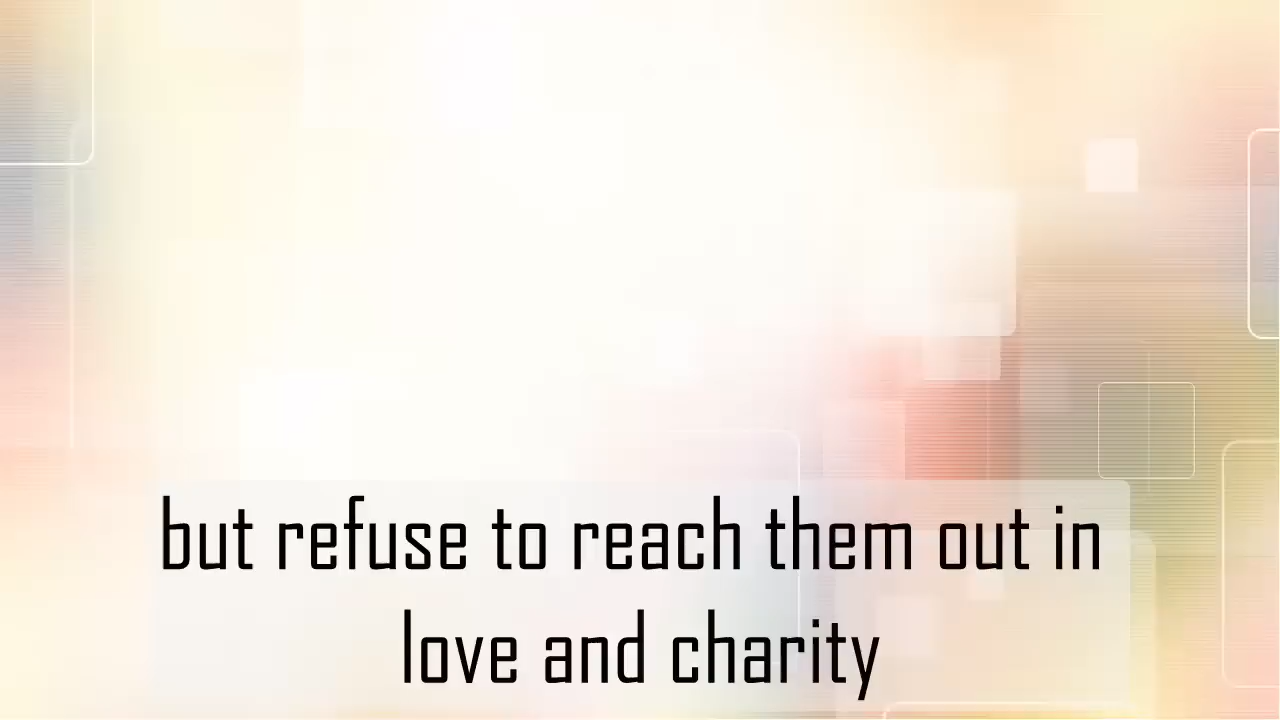 but refuse to reach them out in
love and charity